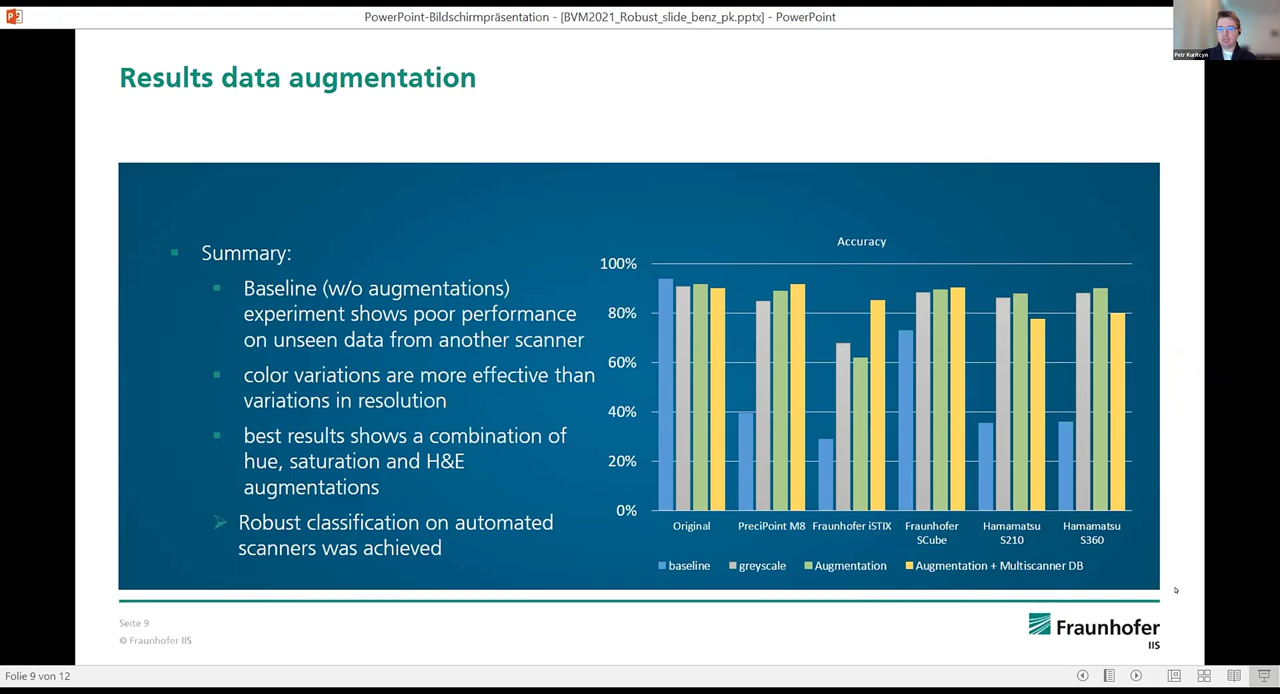 PowerPoint-Bildschirmpräsentation - [BVM2021_Robust_slide_benz_pk.pptx] - PowerPoint
Petr Kuritcyn
Results data augmentation
Summary:
Baseline (w/o augmentations)
experiment shows poor performance
on unseen data from another scanner
color variations are more effective than
variations in resolution
best results shows a combination of
hue, saturation and H&E
augmentations
Robust classification on automated
scanners was achieved
Accuracy
100%
80%
60%
40%
20%
0%
Original
PreciPoint M8
Fraunhofer iSTIX
Fraunhofer
SCube
Hamamatsu
S210
Hamamatsu
S360
baseline
greyscale
Augmentation
Augmentation + Multiscanner DB
Seite 9
© Fraunhofer IIS
Fraunhofer
IIS
Folie 9 von 12